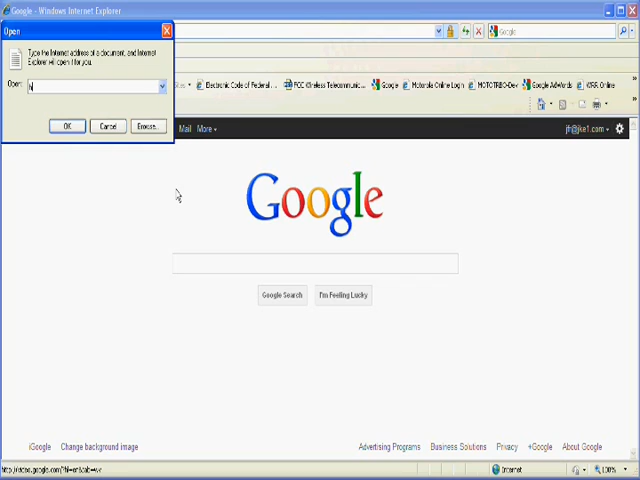 Google - Windows Internet Explorer
Open
Google
Type the Internet address of a document, and Internet
Explorer will open it for you.
Open:
Electronic Code of Federal... FCC Wireless Telecommunic... Google Motorola Online Login MOTOTRBO-Dev Google AdWords
OK Cancel Browse...
Mail More jh@jke1.com
Google
Google Search I'm Feeling Lucky
iGoogle Change background image Advertising Programs Business Solutions Privacy +Google About Google
Internet 100%